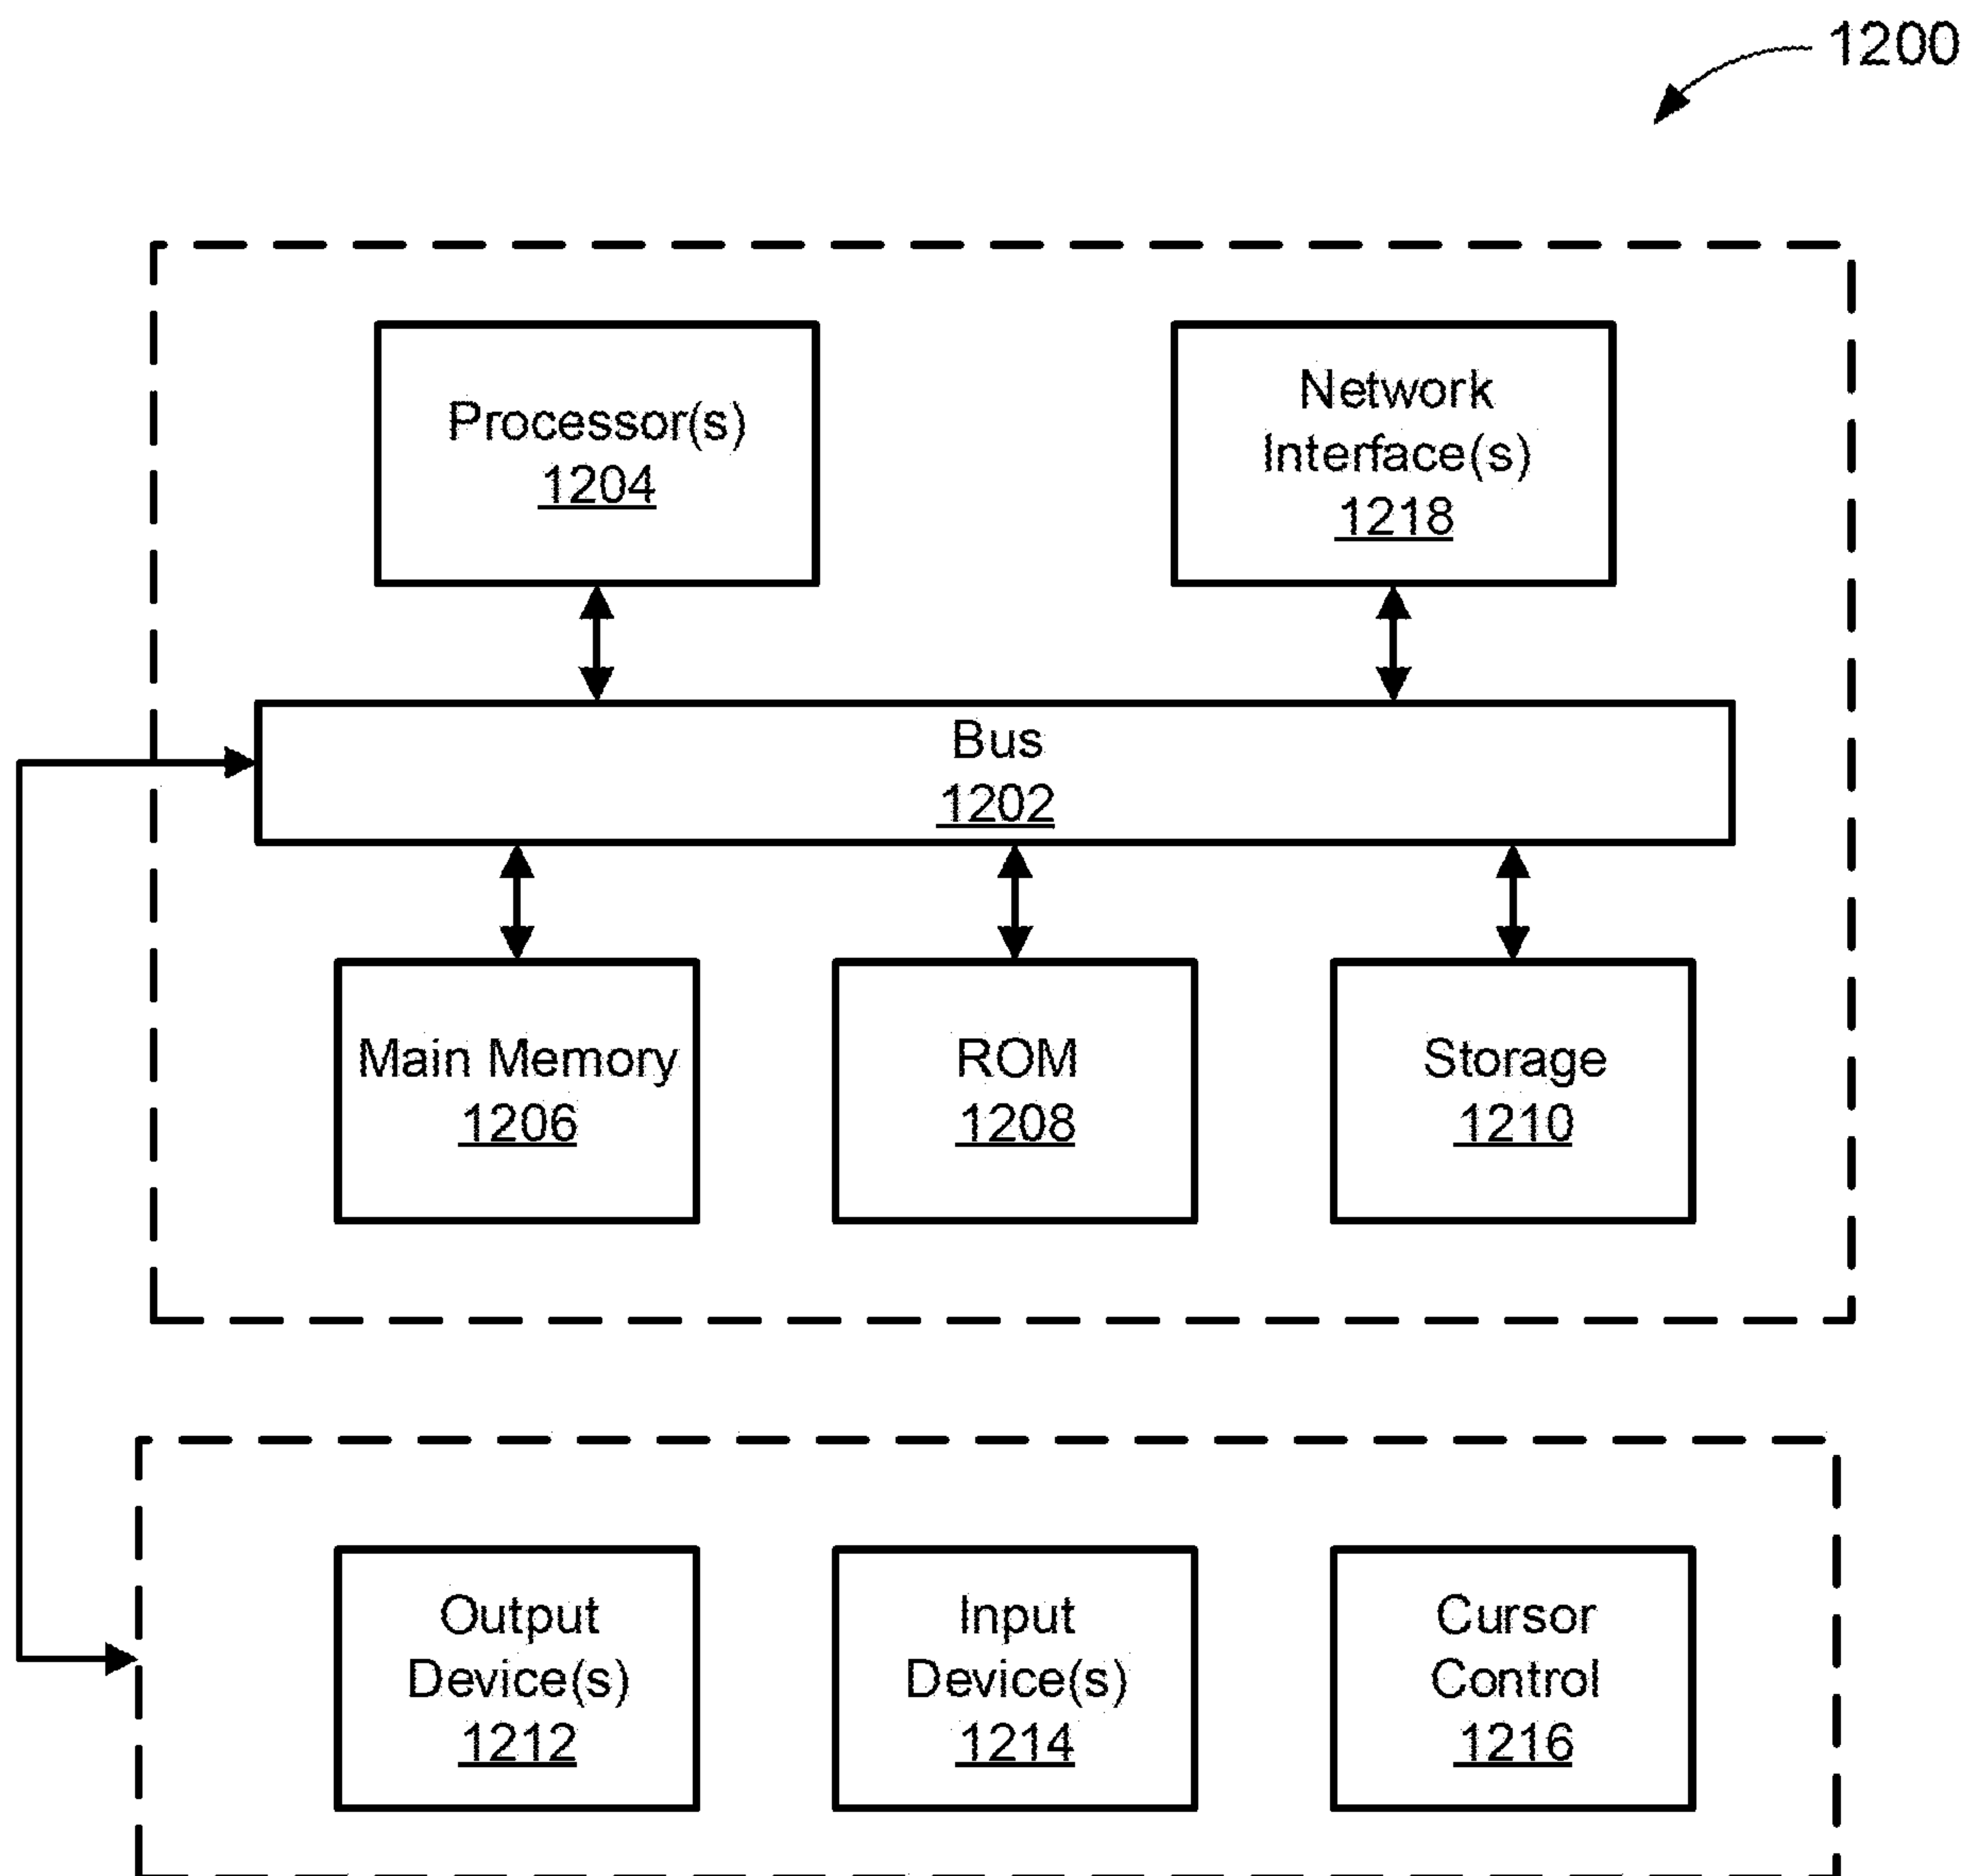 1200
Processor(s)
1204
Network
Interface(s)
1218
Bus
1202
Main Memory
1206
ROM
1208
Storage
1210
Output
Device(s)
1212
Input
Device(s)
1214
Cursor
Control
1216